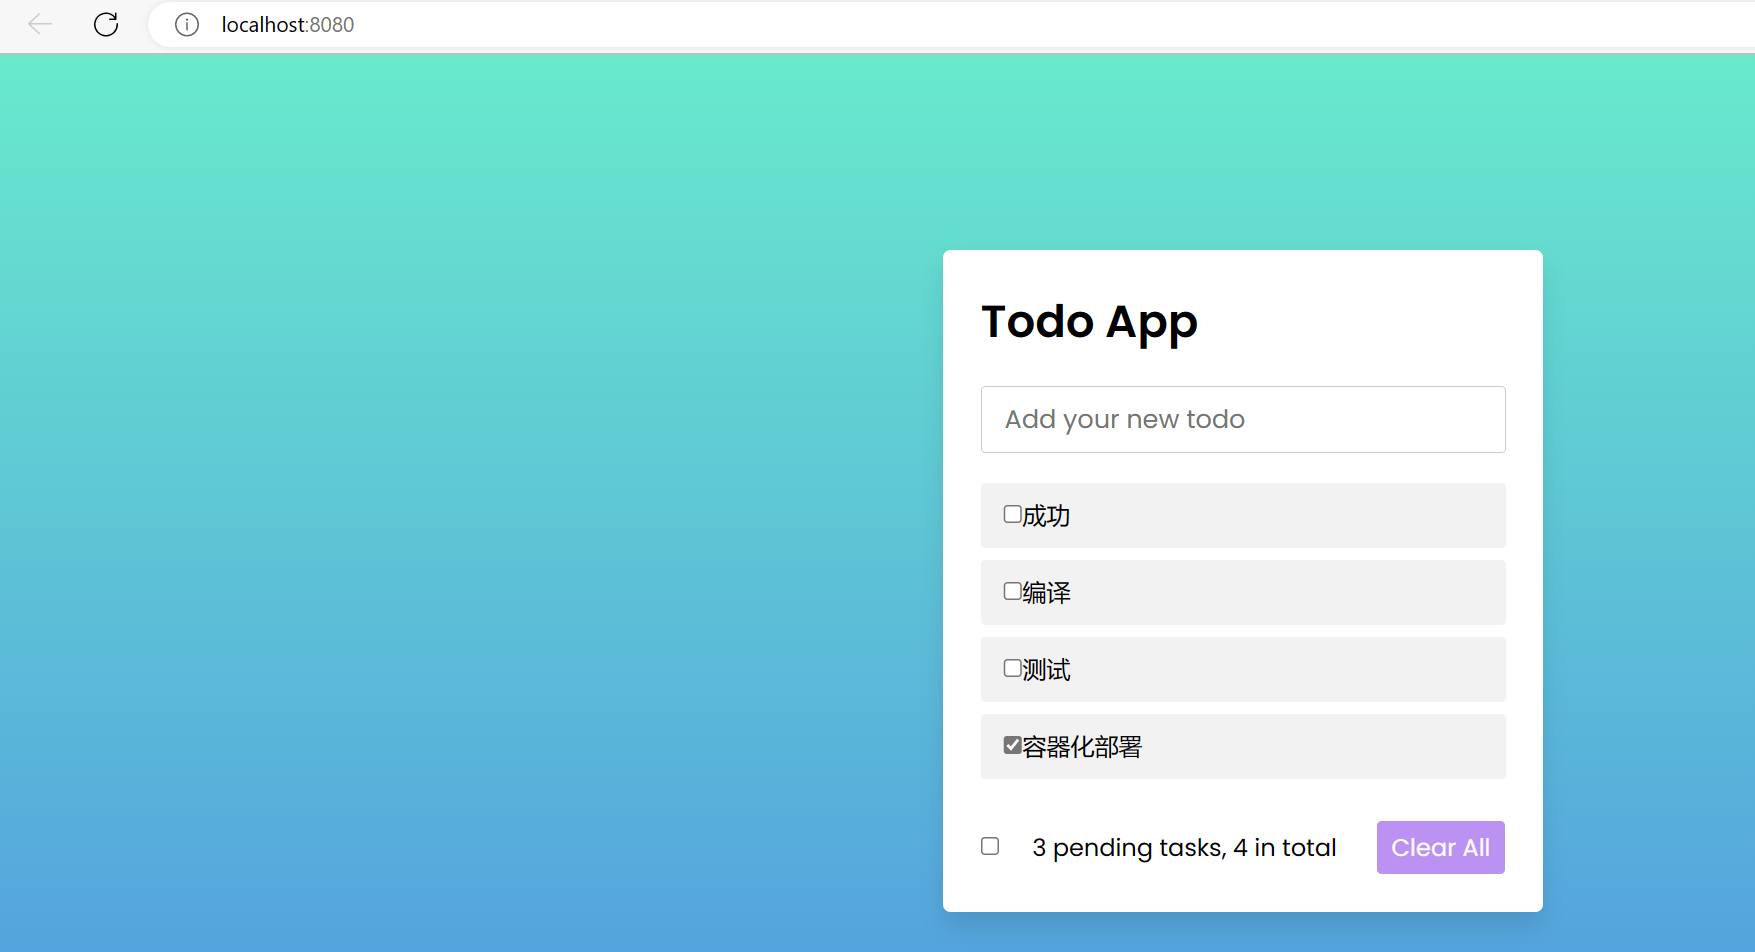 localhost:8080
Todo App
Add your new todo
成功
编译
测试
容器化部署
3 pending tasks, 4 in total
Clear All